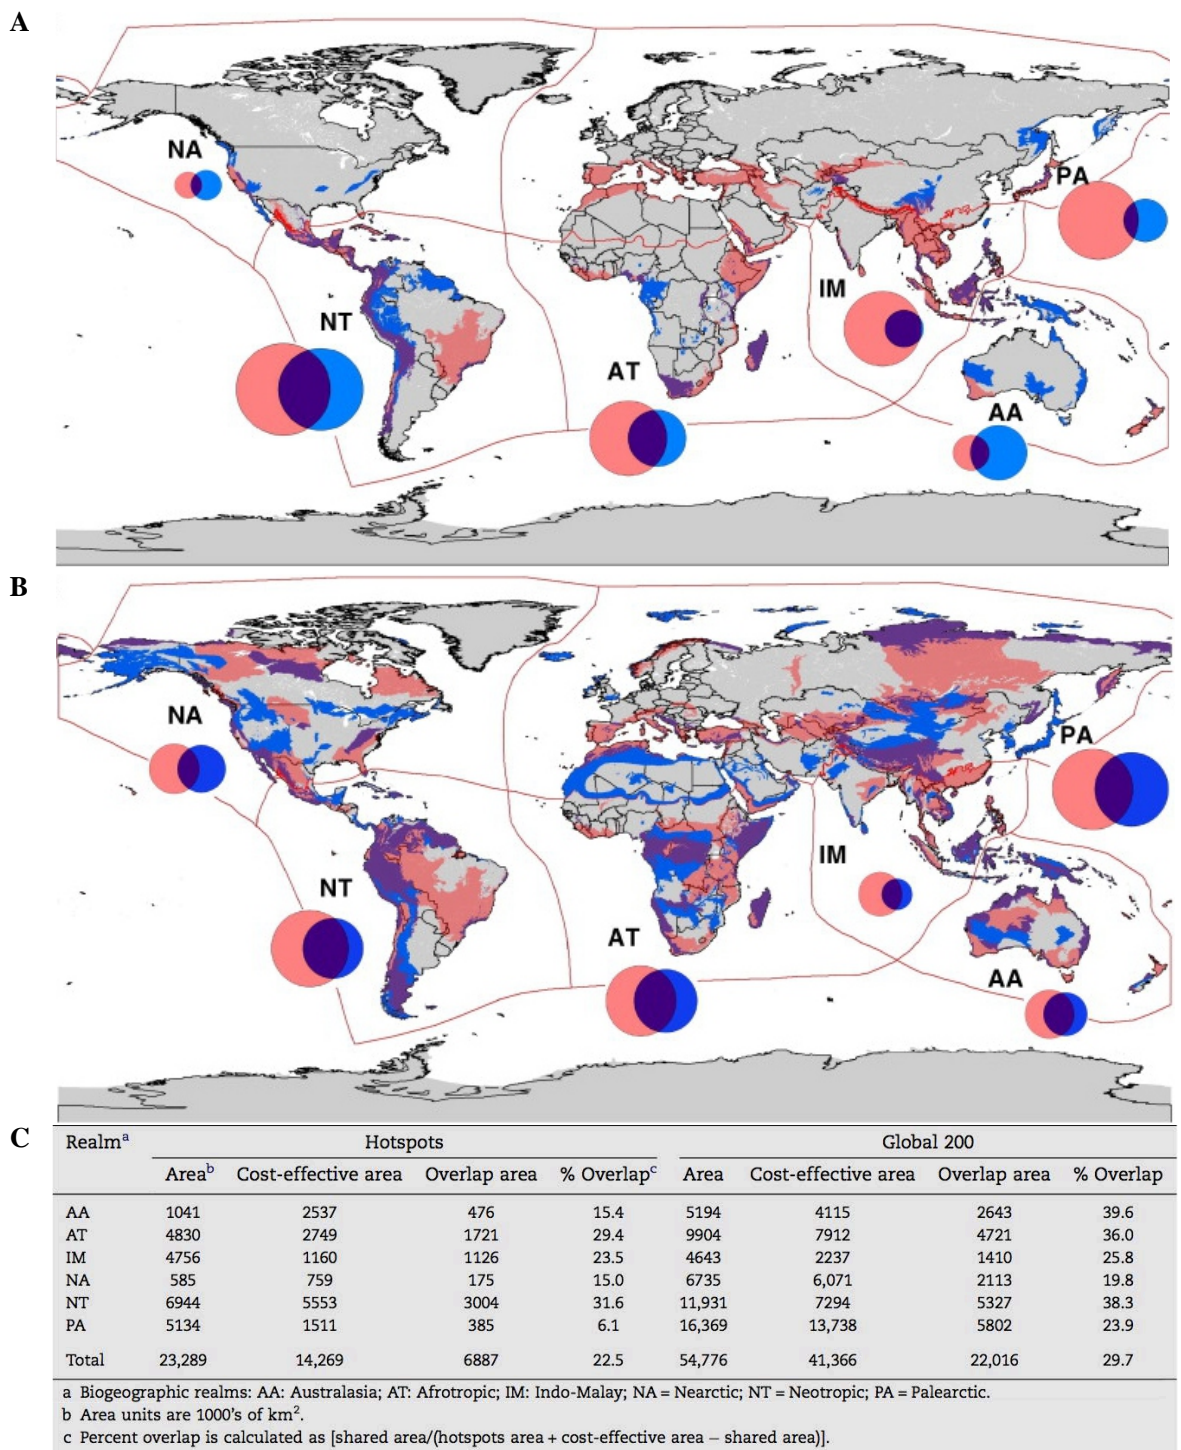 A
NA
PA
IM
NT
AT
AA
B
NA
PA
IM
NT
AT
AA
C
Realmᵃ Hotspots Global 200
Areaᵇ Cost-effective area Overlap area % Overlapᶜ Area Cost-effective area Overlap area % Overlap
AA 1041 2537 476 15.4 5194 4115 2643 39.6
AT 4830 2749 1721 29.4 9904 7912 4721 36.0
IM 4756 1160 1126 23.5 4643 2237 1410 25.8
NA 585 759 175 15.0 6735 6,071 2113 19.8
NT 6944 5553 3004 31.6 11,931 7294 5327 38.3
PA 5134 1511 385 6.1 16,369 13,738 5802 23.9
Total 23,289 14,269 6887 22.5 54,776 41,366 22,016 29.7
a Biogeographic realms: AA: Australasia; AT: Afrotropic; IM: Indo-Malay; NA = Nearctic; NT = Neotropic; PA = Palearctic.
b Area units are 1000's of km².
c Percent overlap is calculated as [shared area/(hotspots area + cost-effective area − shared area)].